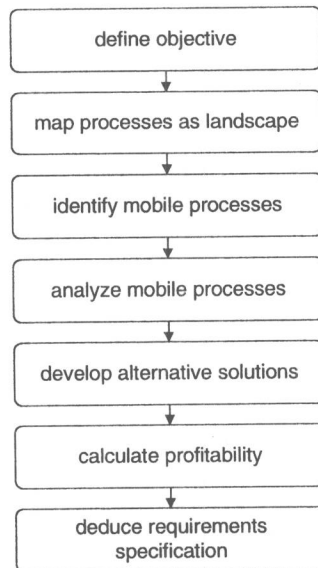 define objective
map processes as landscape
identify mobile processes
analyze mobile processes
develop alternative solutions
calculate profitability
deduce requirements
specification